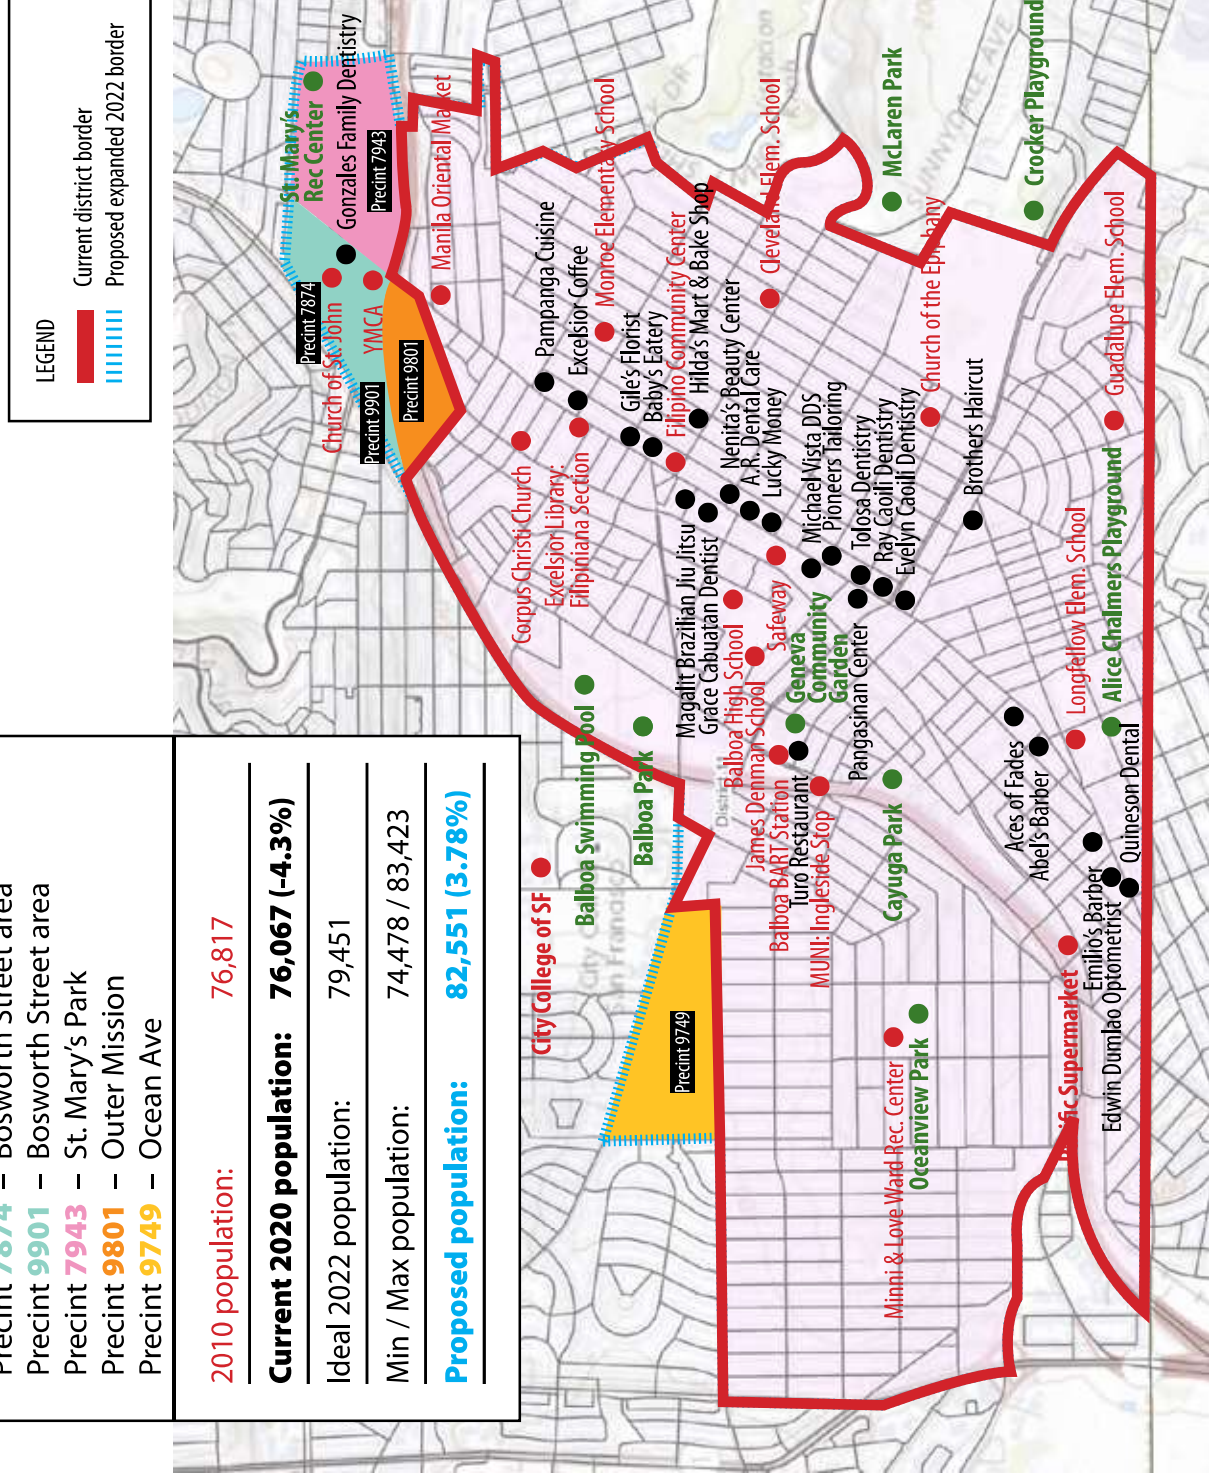 LEGEND
Current district border
Proposed expanded 2022 border
Precint 7874 – Bosworth Street area
Precint 9901 – Bosworth Street area
Precint 7943 – St. Mary's Park
Precint 9801 – Outer Mission
Precint 9749 – Ocean Ave
2010 population: 76,817
Current 2020 population: 76,067 (-4.3%)
Ideal 2022 population: 79,451
Min / Max population: 74,478 / 83,423
Proposed population: 82,551 (3.78%)
St. Mary's
Rec Center
Gonzales Family Dentistry
Precint 7943
Precint 7874
Church of St. John
YMCA
Precint 9901
Precint 9801
Manila Oriental Market
Pampanga Cuisine
Excelsior Coffee
Monroe Elementary School
Gile's Florist
Baby's Eatery
Filipino Community Center
Hilda's Mart & Bake Shop
Nenita's Beauty Center
A.R. Dental Care
Lucky Money
Cleveland Elem. School
Michael Vista DDS
Pioneers Tailoring
Tolosa Dentistry
Ray Caoili Dentistry
Evelyn Caoili Dentistry
McLaren Park
SUNNYDALE AVE
Church of the Epiphany
Brothers Haircut
Crocker Playground
Guadalupe Elem. School
Corpus Christi Church
Excelsior Library:
Filipiniana Section
Balboa Swimming Pool
Balboa Park
Magalit Brazilian Jiu Jitsu
Grace Cabuatan Dentist
Balboa High School
James Denman School
Safeway
Geneva
Community
Garden
Balboa BART Station
Turo Restaurant
MUNI: Ingleside Stop
Pangasinan Center
Cayuga Park
Longfellow Elem. School
Alice Chalmers Playground
Aces of Fades
Abel's Barber
Quineson Dental
Emilio's Barber
Edwin Dumlao Optometrist
City College of SF
Precint 9749
Minni & Love Ward Rec. Center
Oceanview Park
Pacific Supermarket